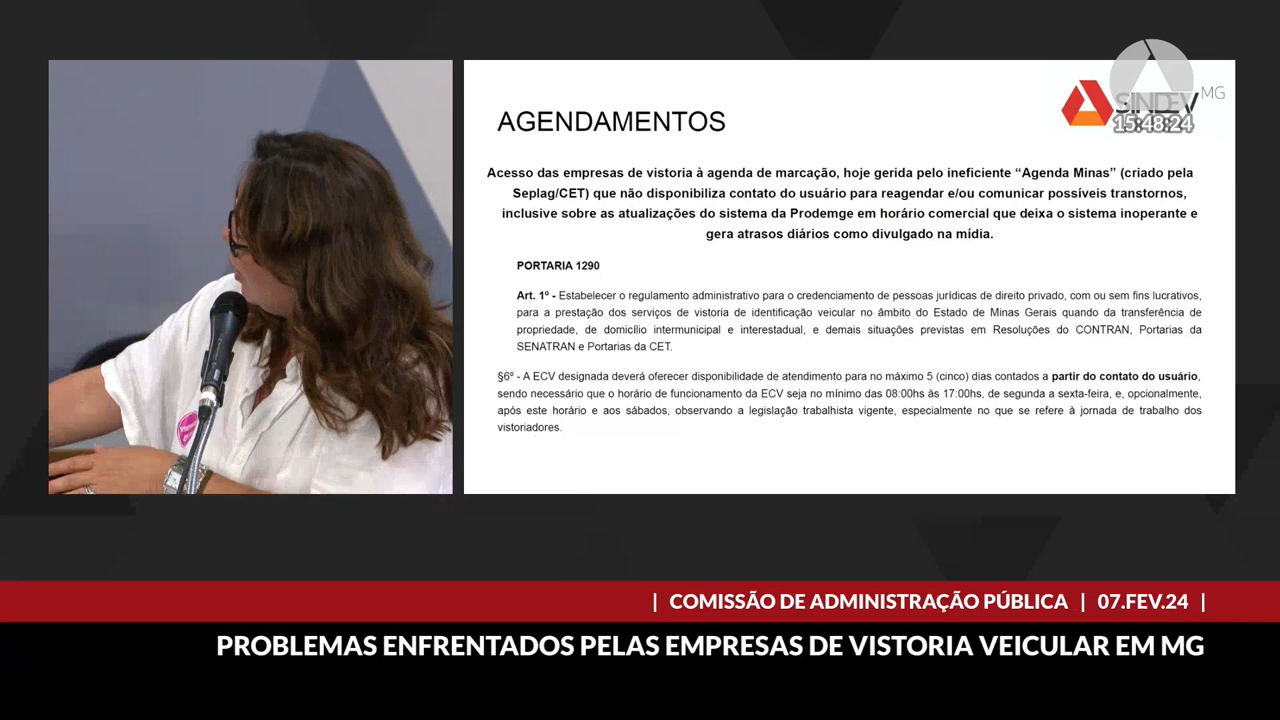 AGENDAMENTOS
SINDEV MG
15:48:24
Acesso das empresas de vistoria à agenda de marcação, hoje gerida pelo ineficiente “Agenda Minas” (criado pela
Seplag/CET) que não disponibiliza contato do usuário para reagendar e/ou comunicar possíveis transtornos,
inclusive sobre as atualizações do sistema da Prodemge em horário comercial que deixa o sistema inoperante e
gera atrasos diários como divulgado na mídia.
PORTARIA 1290
Art. 1º - Estabelecer o regulamento administrativo para o credenciamento de pessoas jurídicas de direito privado, com ou sem fins lucrativos,
para a prestação dos serviços de vistoria de identificação veicular no âmbito do Estado de Minas Gerais quando da transferência de
propriedade, de domicílio intermunicipal e interestadual, e demais situações previstas em Resoluções do CONTRAN, Portarias da
SENATRAN e Portarias da CET.
§6º - A ECV designada deverá oferecer disponibilidade de atendimento para no máximo 5 (cinco) dias contados a partir do contato do usuário,
sendo necessário que o horário de funcionamento da ECV seja no mínimo das 08:00hs às 17:00hs, de segunda a sexta-feira, e, opcionalmente,
após este horário e aos sábados, observando a legislação trabalhista vigente, especialmente no que se refere à jornada de trabalho dos
vistoriadores.
| COMISSÃO DE ADMINISTRAÇÃO PÚBLICA | 07.FEV.24 |
PROBLEMAS ENFRENTADOS PELAS EMPRESAS DE VISTORIA VEICULAR EM MG